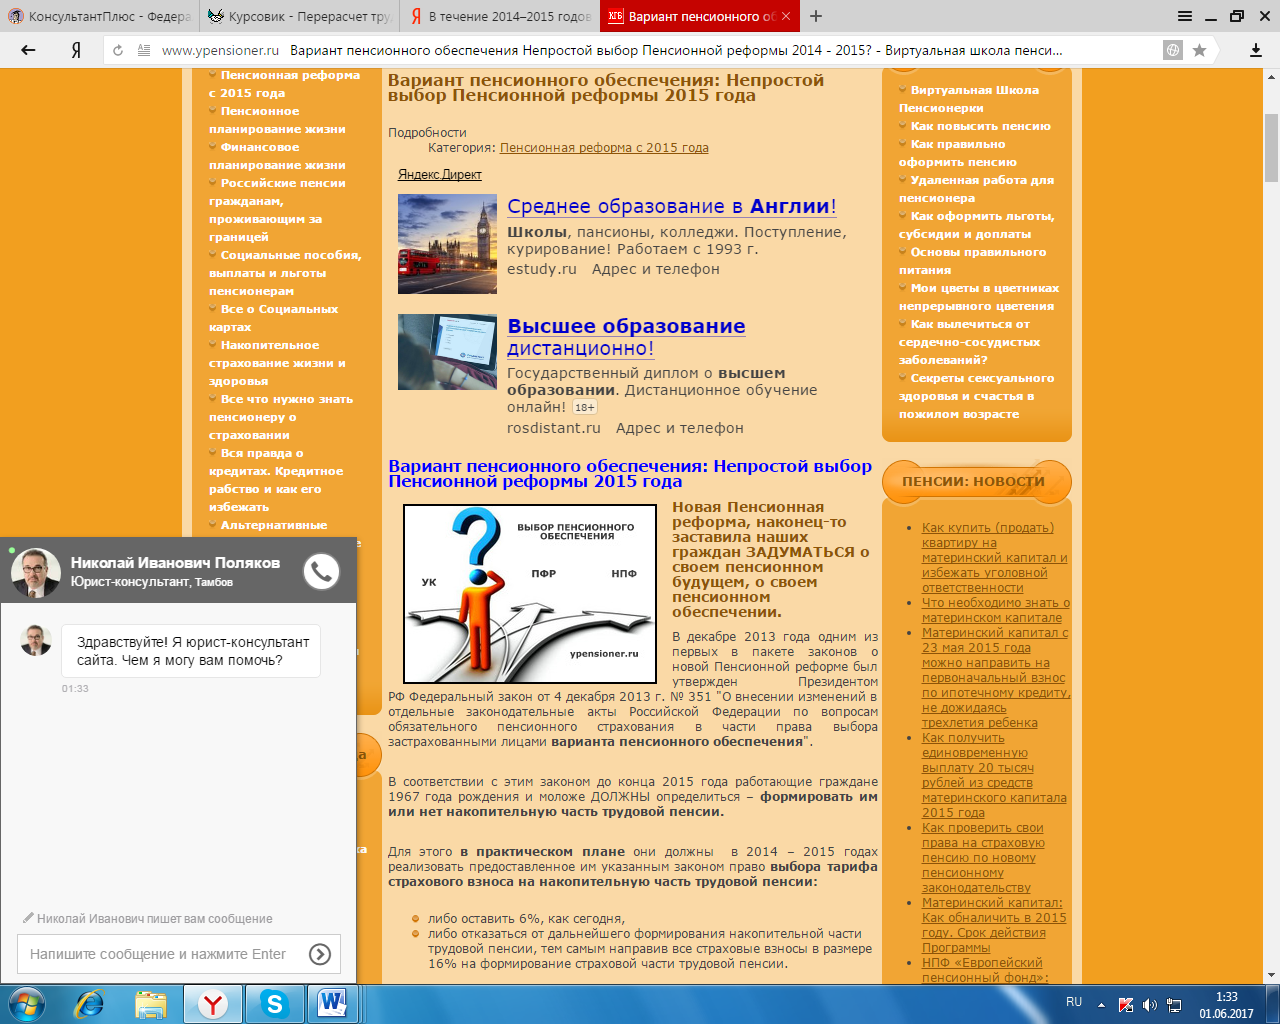 КонсультантПлюс - Федера
Курсовик - Перерасчет тру
В течение 2014–2015 годов
КГБ
Вариант пенсионного об
Я
www.ypensioner.ru Вариант пенсионного обеспечения Непростой выбор Пенсионной реформы 2014 - 2015? - Виртуальная школа пенси...
Пенсионная реформа
с 2015 года
Пенсионное
планирование жизни
Финансовое
планирование жизни
Российские пенсии
гражданам,
проживающим за
границей
Социальные пособия,
выплаты и льготы
пенсионерам
Все о Социальных
картах
Накопительное
страхование жизни и
здоровья
Все что нужно знать
пенсионеру о
страховании
Вся правда о
кредитах. Кредитное
рабство и как его
избежать
Альтернативные
Вариант пенсионного обеспечения: Непростой
выбор Пенсионной реформы 2015 года
Подробности
Категория: Пенсионная реформа с 2015 года
Яндекс.Директ
Среднее образование в Англии!
Школы, пансионы, колледжи. Поступление,
курирование! Работаем с 1993 г.
estudy.ru Адрес и телефон
Высшее образование
дистанционно!
Государственный диплом о высшем
образовании. Дистанционное обучение
онлайн! 18+
rosdistant.ru Адрес и телефон
Вариант пенсионного обеспечения: Непростой выбор
Пенсионной реформы 2015 года
ВЫБОР ПЕНСИОННОГО
ОБЕСПЕЧЕНИЯ
УК
ПФР
НПФ
ypensioner.ru
Новая Пенсионная
реформа, наконец-то
заставила наших
граждан ЗАДУМАТЬСЯ о
своем пенсионном
будущем, о своем
пенсионном
обеспечении.
В декабре 2013 года одним из
первых в пакете законов о
новой Пенсионной реформе был
утвержден Президентом
РФ Федеральный закон от 4 декабря 2013 г. № 351 "О внесении изменений в
отдельные законодательные акты Российской Федерации по вопросам
обязательного пенсионного страхования в части права выбора
застрахованными лицами варианта пенсионного обеспечения".
В соответствии с этим законом до конца 2015 года работающие граждане
1967 года рождения и моложе ДОЛЖНЫ определиться – формировать им
или нет накопительную часть трудовой пенсии.
Для этого в практическом плане они должны в 2014 – 2015 годах
реализовать предоставленное им указанным законом право выбора тарифа
страхового взноса на накопительную часть трудовой пенсии:
либо оставить 6%, как сегодня,
либо отказаться от дальнейшего формирования накопительной части
трудовой пенсии, тем самым направив все страховые взносы в размере
16% на формирование страховой части трудовой пенсии.
Виртуальная Школа
Пенсионерки
Как повысить пенсию
Как правильно
оформить пенсию
Удаленная работа для
пенсионера
Как оформить льготы,
субсидии и доплаты
Основы правильного
питания
Мои цветы в цветниках
непрерывного цветения
Как вылечиться от
сердечно-сосудистых
заболеваний?
Секреты сексуального
здоровья и счастья в
пожилом возрасте
ПЕНСИИ: НОВОСТИ
Как купить (продать)
квартиру на
материнский капитал и
избежать уголовной
ответственности
Что необходимо знать о
материнском капитале
Материнский капитал с
23 мая 2015 года
можно направить на
первоначальный взнос
по ипотечному кредиту,
не дожидаясь
трехлетия ребенка
Как получить
единовременную
выплату 20 тысяч
рублей из средств
материнского капитала
2015 года
Как проверить свои
права на страховую
пенсию по новому
пенсионному
законодательству
Материнский капитал:
Как обналичить в 2015
году. Срок действия
Программы
НПФ «Европейский
пенсионный фонд»:
Николай Иванович Поляков
Юрист-консультант, Тамбов
Здравствуйте! Я юрист-консультант
сайта. Чем я могу вам помочь?
01:33
Николай Иванович пишет вам сообщение
Напишите сообщение и нажмите Enter
RU
1:33
01.06.2017